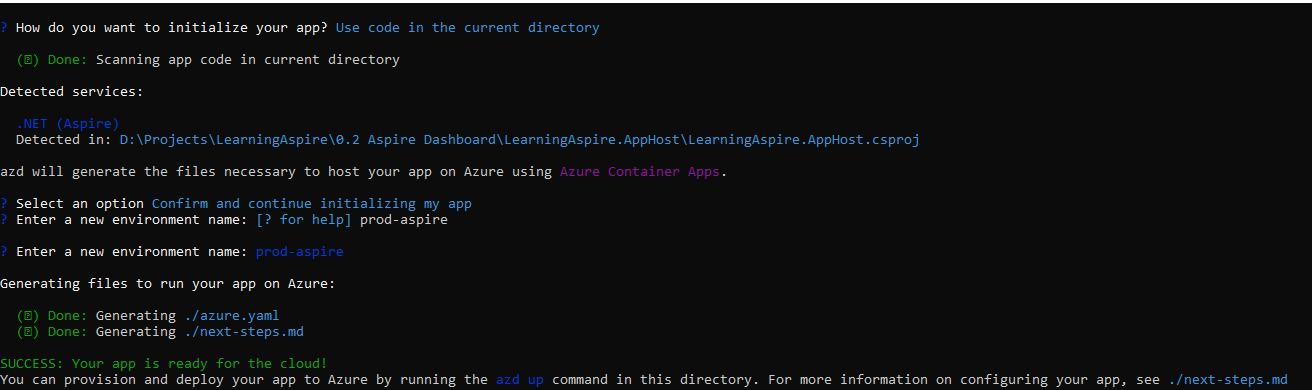 ? How do you want to initialize your app? Use code in the current directory
(✓) Done: Scanning app code in current directory
Detected services:
.NET (Aspire)
Detected in: D:\Projects\LearningAspire\0.2 Aspire Dashboard\LearningAspire.AppHost\LearningAspire.AppHost.csproj
azd will generate the files necessary to host your app on Azure using Azure Container Apps.
? Select an option Confirm and continue initializing my app
? Enter a new environment name: [? for help] prod-aspire
? Enter a new environment name: prod-aspire
Generating files to run your app on Azure:
(⍰) Done: Generating ./azure.yaml
(⍰) Done: Generating ./next-steps.md
SUCCESS: Your app is ready for the cloud!
You can provision and deploy your app to Azure by running the azd up command in this directory. For more information on configuring your app, see ./next-steps.md